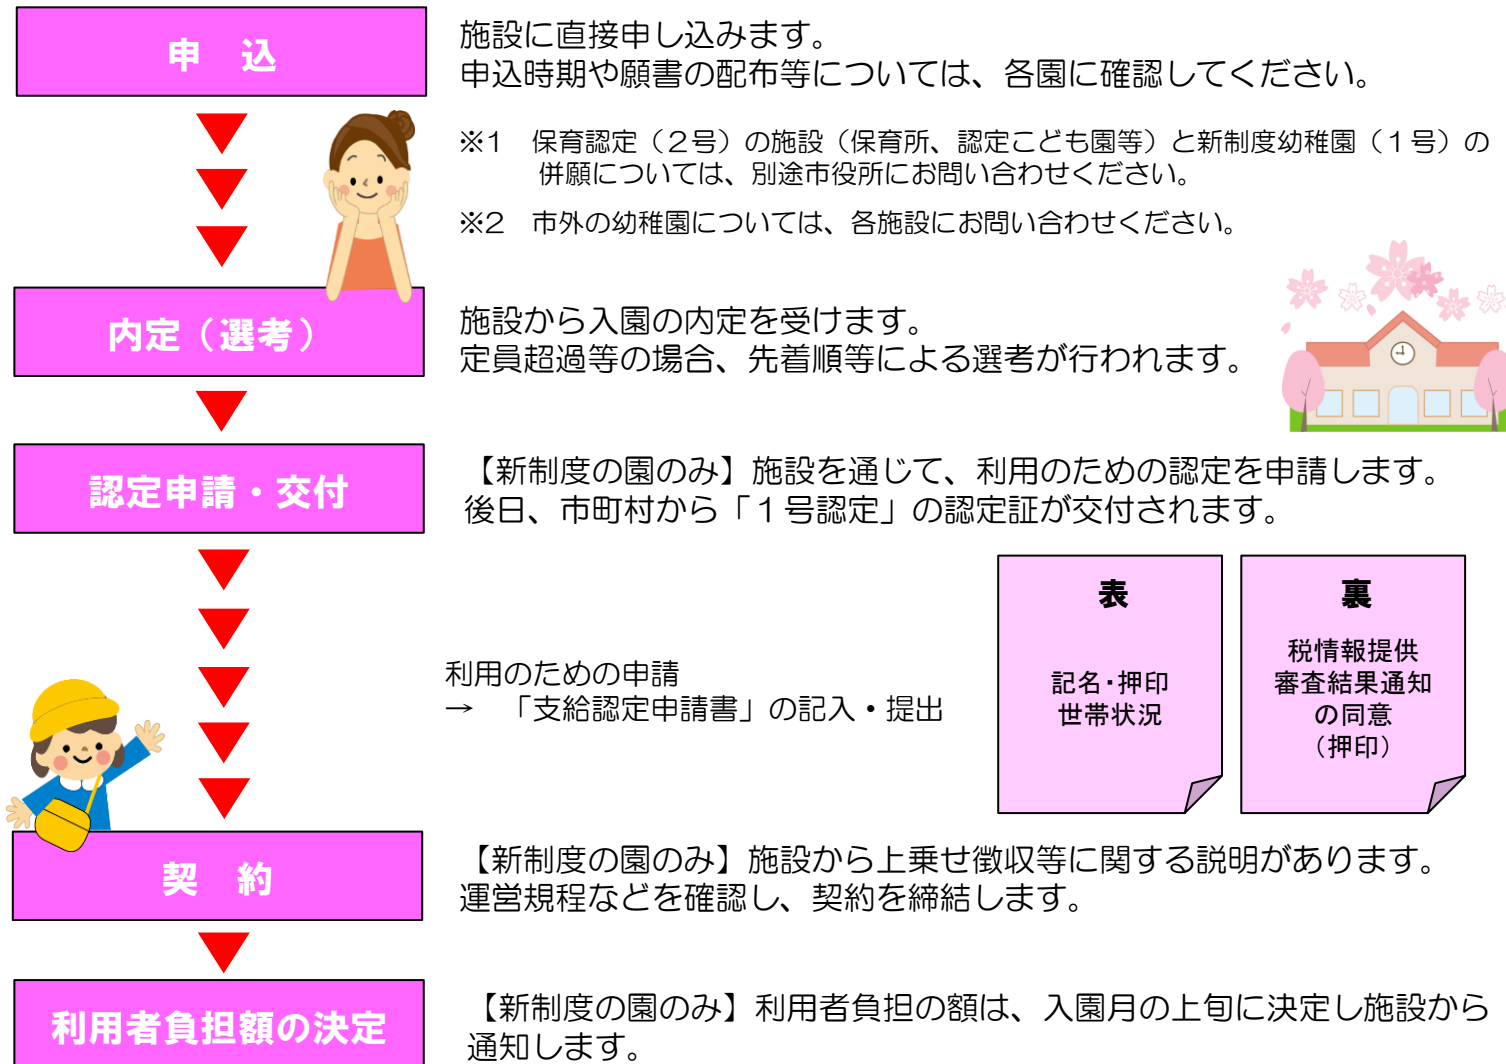 申　込
施設に直接申し込みます。
申込時期や願書の配布等については、各園に確認してください。
※1　保育認定（２号）の施設（保育所、認定こども園等）と新制度幼稚園（１号）の
併願については、別途市役所にお問い合わせください。
※2　市外の幼稚園については、各施設にお問い合わせください。
内定（選考）
施設から入園の内定を受けます。
定員超過等の場合、先着順等による選考が行われます。
認定申請・交付
【新制度の園のみ】施設を通じて、利用のための認定を申請します。
後日、市町村から「１号認定」の認定証が交付されます。
利用のための申請
→　「支給認定申請書」の記入・提出
表
記名・押印
世帯状況
裏
税情報提供
審査結果通知
の同意
（押印）
契　約
【新制度の園のみ】施設から上乗せ徴収等に関する説明があります。
運営規程などを確認し、契約を締結します。
利用者負担額の決定
【新制度の園のみ】利用者負担の額は、入園月の上旬に決定し施設から
通知します。